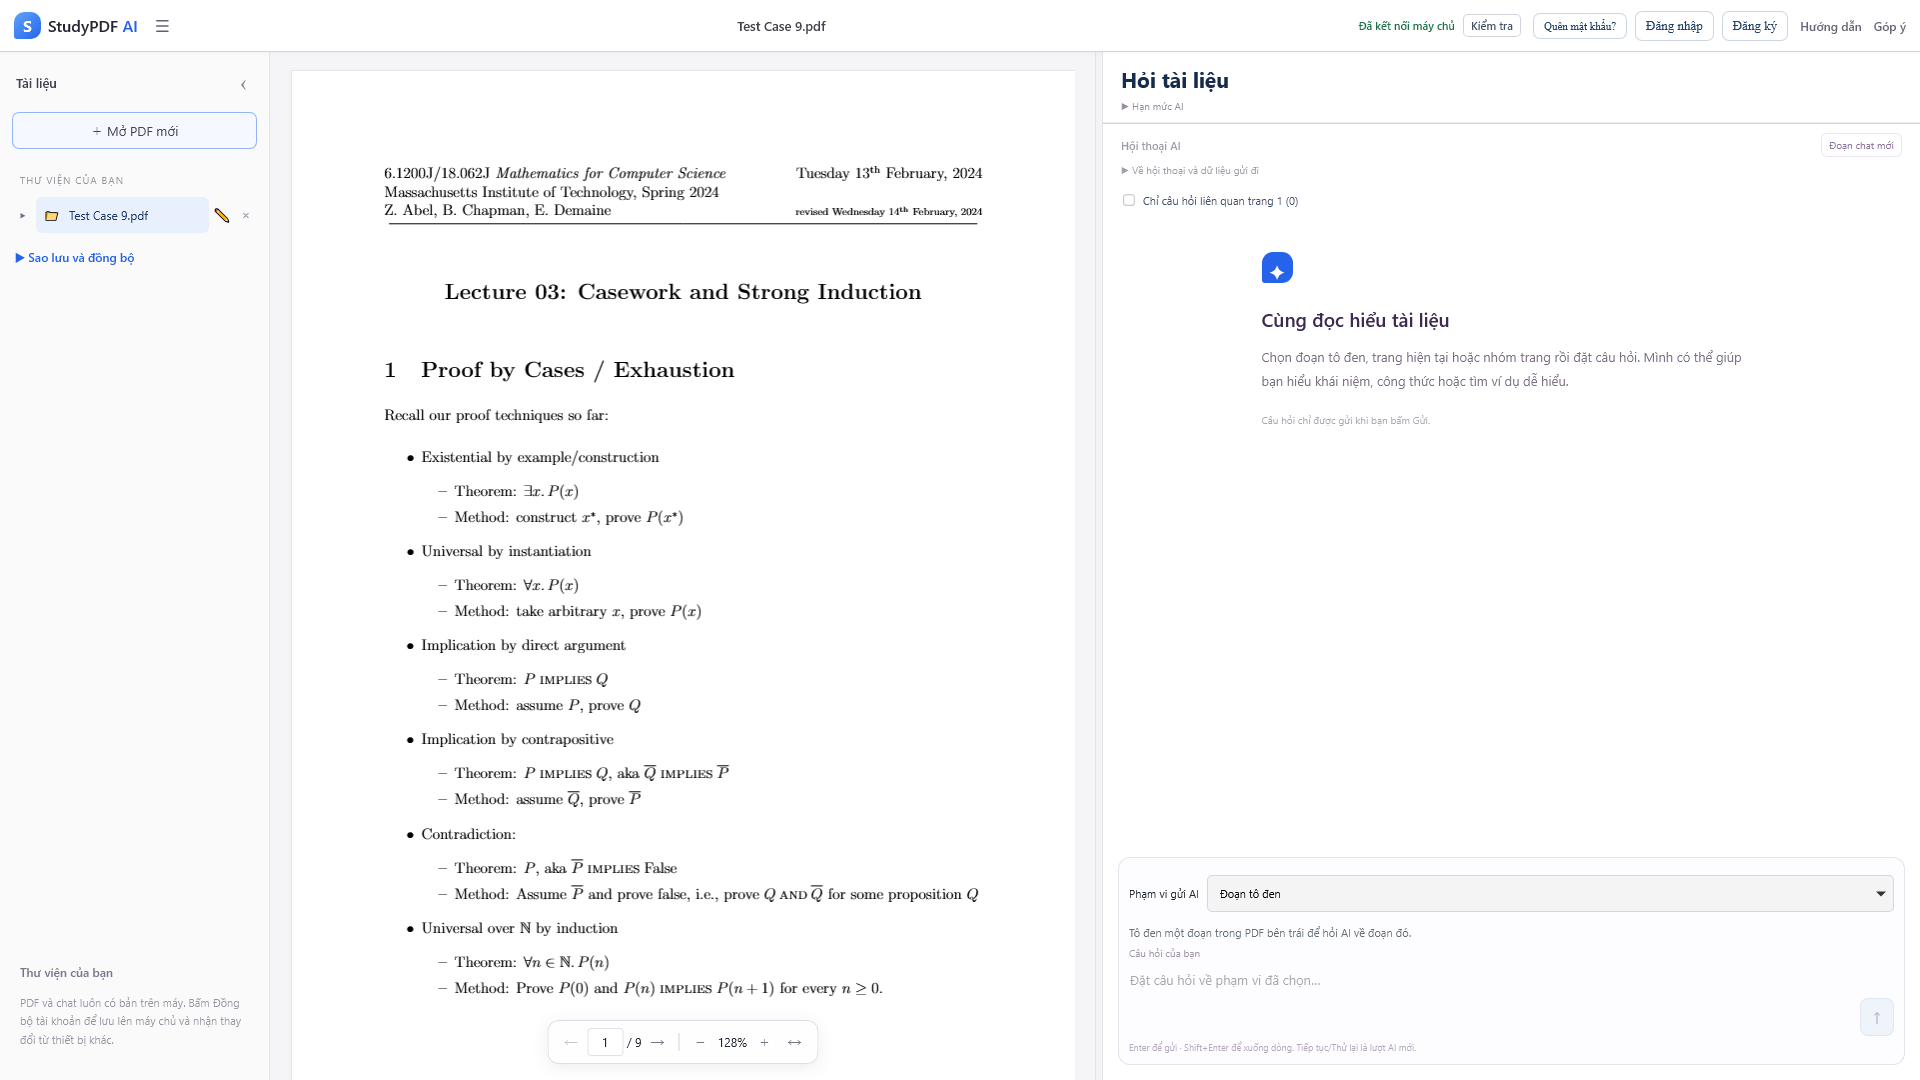 S StudyPDF AI ☰
Test Case 9.pdf
Đã kết nối máy chủ
Kiểm tra
Quên mật khẩu?
Đăng nhập
Đăng ký
Hướng dẫn
Góp ý
Tài liệu ‹
+ Mở PDF mới
THƯ VIỆN CỦA BẠN
▸ Test Case 9.pdf ×
▶ Sao lưu và đồng bộ
Thư viện của bạn
PDF và chat luôn có bản trên máy. Bấm Đồng
bộ tài khoản để lưu lên máy chủ và nhận thay
đổi từ thiết bị khác.
6.1200J/18.062J Mathematics for Computer Science
Tuesday 13th February, 2024
Massachusetts Institute of Technology, Spring 2024
Z. Abel, B. Chapman, E. Demaine
revised Wednesday 14th February, 2024
Lecture 03: Casework and Strong Induction
1 Proof by Cases / Exhaustion
Recall our proof techniques so far:
• Existential by example/construction
– Theorem: ∃x. P(x)
– Method: construct x*, prove P(x*)
• Universal by instantiation
– Theorem: ∀x. P(x)
– Method: take arbitrary x, prove P(x)
• Implication by direct argument
– Theorem: P IMPLIES Q
– Method: assume P, prove Q
• Implication by contrapositive
– Theorem: P IMPLIES Q, aka Q̅ IMPLIES P̅
– Method: assume Q̅, prove P̅
• Contradiction:
– Theorem: P, aka P̅ IMPLIES False
– Method: Assume P̅ and prove false, i.e., prove Q AND Q̅ for some proposition Q
• Universal over ℕ by induction
– Theorem: ∀n ∈ ℕ. P(n)
– Method: Prove P(0) and P(n) IMPLIES P(n + 1) for every n ≥ 0.
← 1 / 9 → − 128% + ↔
Hỏi tài liệu
▶ Hạn mức AI
Hội thoại AI
Đoạn chat mới
▶ Về hội thoại và dữ liệu gửi đi
Chỉ câu hỏi liên quan trang 1 (0)
Cùng đọc hiểu tài liệu
Chọn đoạn tô đen, trang hiện tại hoặc nhóm trang rồi đặt câu hỏi. Mình có thể giúp
bạn hiểu khái niệm, công thức hoặc tìm ví dụ dễ hiểu.
Câu hỏi chỉ được gửi khi bạn bấm Gửi.
Phạm vi gửi AI
Đoạn tô đen
Tô đen một đoạn trong PDF bên trái để hỏi AI về đoạn đó.
Câu hỏi của bạn
Đặt câu hỏi về phạm vi đã chọn...
↑
Enter để gửi · Shift+Enter để xuống dòng. Tiếp tục/Thử lại là lượt AI mới.